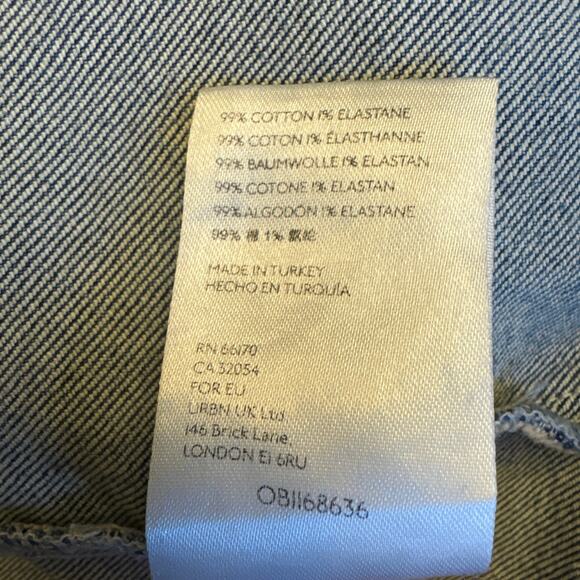 99% COTTON 1% ELASTANE
99% COTON 1% ÉLASTHANNE
99% BAUMWOLLE 1% ELASTAN
99% COTONE 1% ELASTAN
99% ALGODÓN 1% ELASTANE
99% 棉 1%
MADE IN TURKEY
HECHO EN TURQUÍA
RN 66170
CA 32054
FOR EU
URBN UK Ltd
146 Brick Lane
LONDON E1 6RU
OB1168636